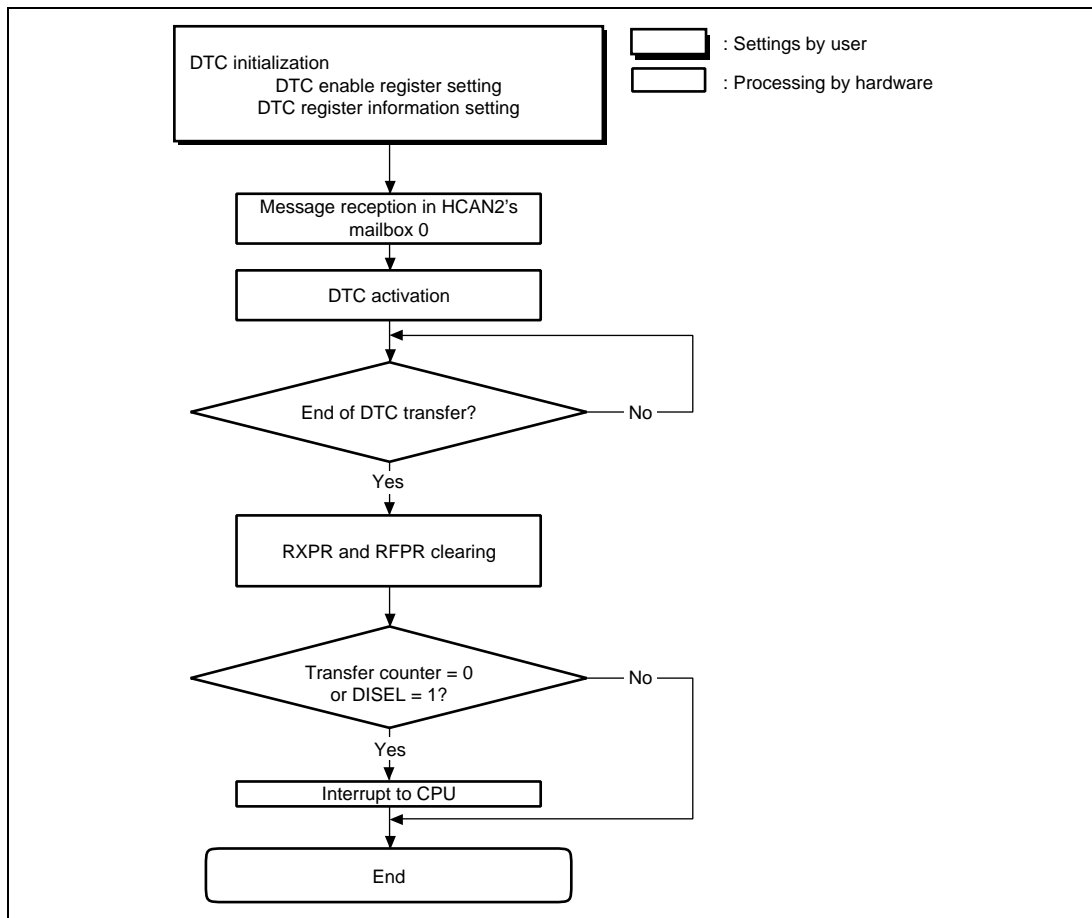 DTC initialization
DTC enable register setting
DTC register information setting
: Settings by user
: Processing by hardware
Message reception in HCAN2's
mailbox 0
DTC activation
End of DTC transfer?
No
Yes
RXPR and RFPR clearing
Transfer counter = 0
or DISEL = 1?
No
Yes
Interrupt to CPU
End